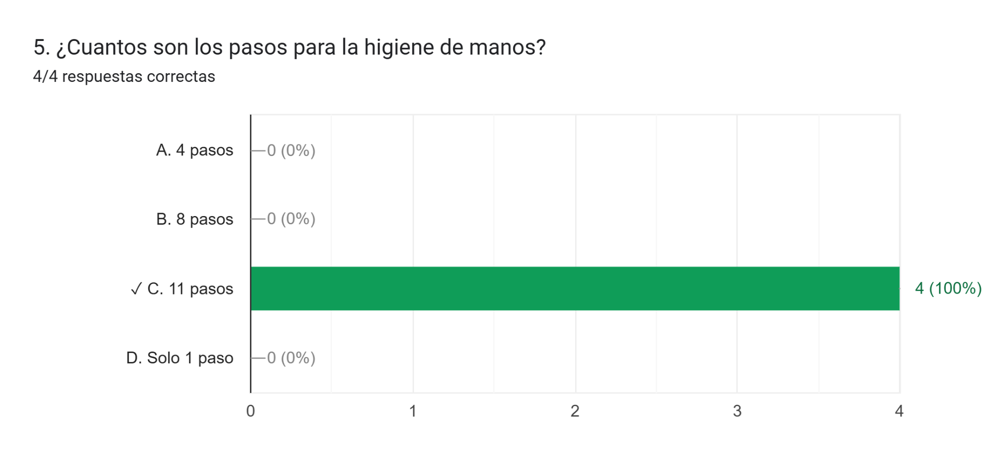 5. ¿Cuantos son los pasos para la higiene de manos?
4/4 respuestas correctas
A. 4 pasos 0 (0%)
B. 8 pasos 0 (0%)
✓ C. 11 pasos 4 (100%)
D. Solo 1 paso 0 (0%)
0 1 2 3 4